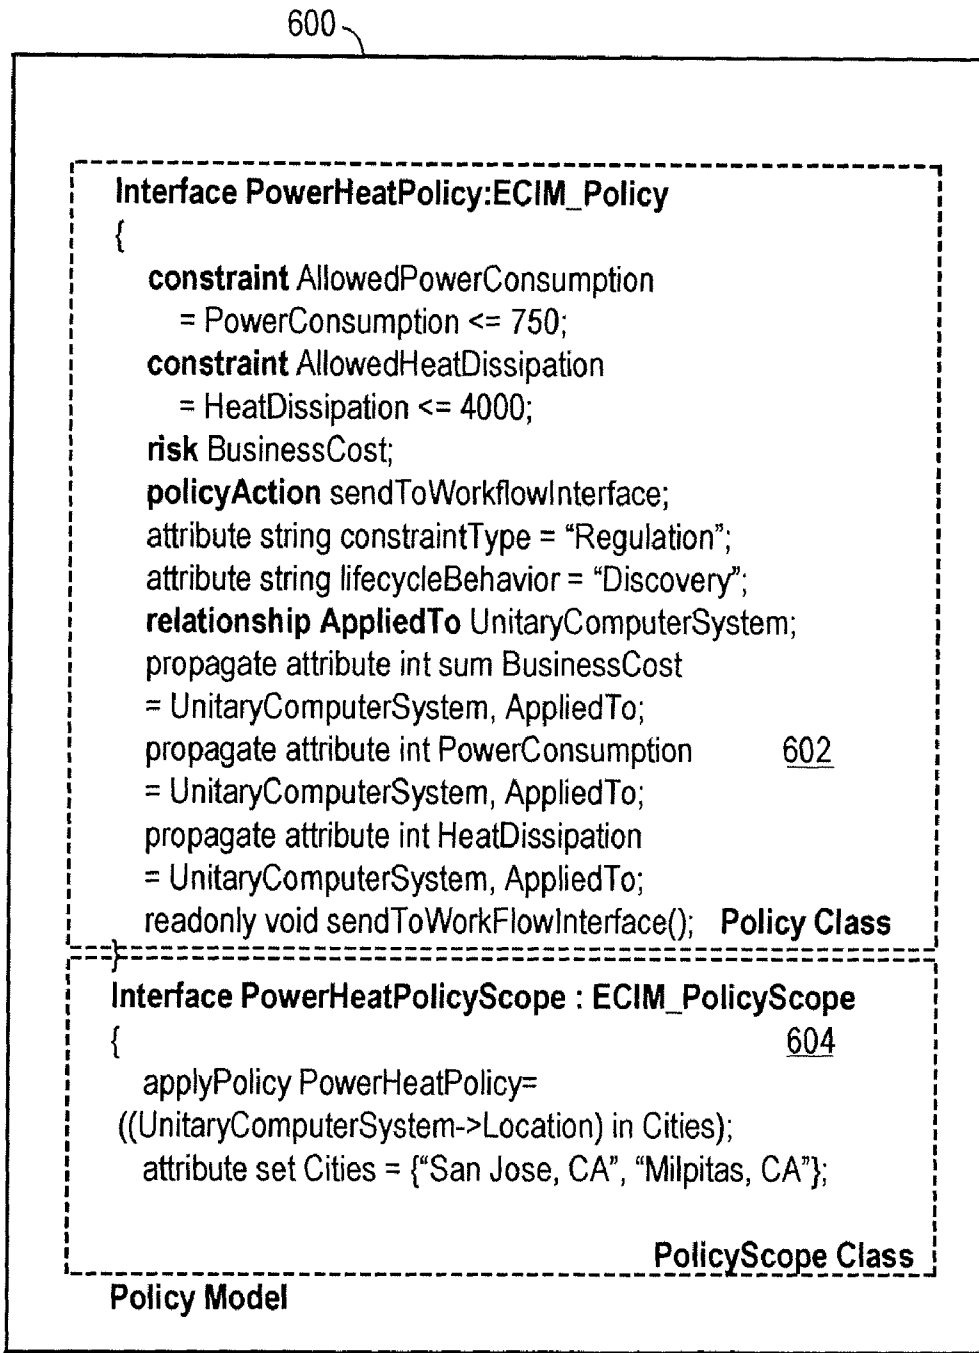 600
Interface PowerHeatPolicy:ECIM_Policy
{
constraint AllowedPowerConsumption
= PowerConsumption <= 750;
constraint AllowedHeatDissipation
= HeatDissipation <= 4000;
risk BusinessCost;
policyAction sendToWorkflowInterface;
attribute string constraintType = “Regulation”;
attribute string lifecycleBehavior = “Discovery”;
relationship AppliedTo UnitaryComputerSystem;
propagate attribute int sum BusinessCost
= UnitaryComputerSystem, AppliedTo;
propagate attribute int PowerConsumption 602
= UnitaryComputerSystem, AppliedTo;
propagate attribute int HeatDissipation
= UnitaryComputerSystem, AppliedTo;
readonly void sendToWorkFlowInterface(); Policy Class
}
Interface PowerHeatPolicyScope : ECIM_PolicyScope
{ 604
applyPolicy PowerHeatPolicy=
((UnitaryComputerSystem->Location) in Cities);
attribute set Cities = {“San Jose, CA”, “Milpitas, CA”};
PolicyScope Class
Policy Model